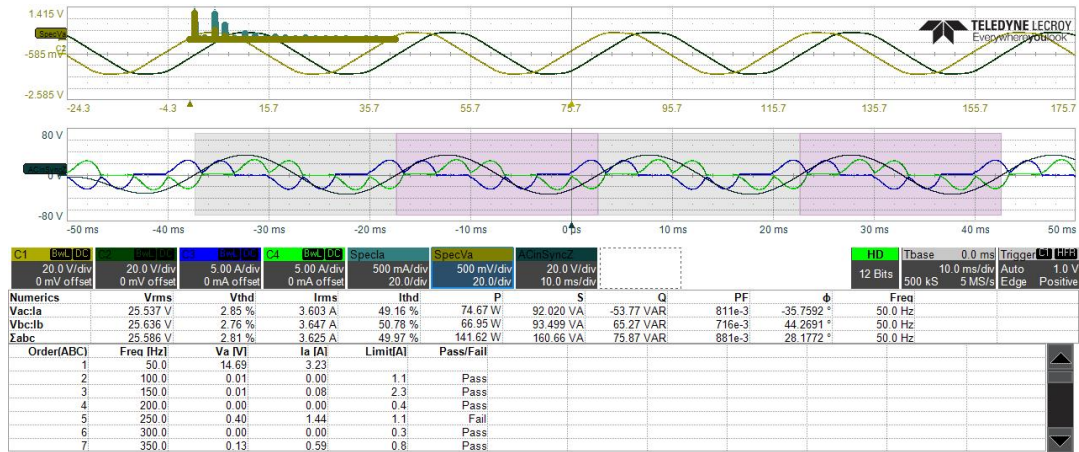 1.415 V
SpecVa
C2
-585 mV
-2.585 V
-24.3 -4.3 15.7 35.7 55.7 75.7 95.7 115.7 135.7 155.7 175.7
TELEDYNE LECROY
Everywhereyoulook
80 V
ACinSyncZ
0 V
-80 V
-50 ms -40 ms -30 ms -20 ms -10 ms 0 µs 10 ms 20 ms 30 ms 40 ms 50 ms
C1 BwL DC C2 BwL DC C3 BwL DC C4 BwL DC SpecIa SpecVa ACinSyncZ HD Tbase 0.0 ms Trigger C1 HFR
20.0 V/div 20.0 V/div 5.00 A/div 5.00 A/div 500 mA/div 500 mV/div 20.0 V/div 12 Bits 10.0 ms/div Auto 1.0 V
0 mV offset 0 mV offset 0 mA offset 0 mA offset 20.0/div 20.0/div 10.0 ms/div 500 kS 5 MS/s Edge Positive
Numerics Vrms Vthd Irms Ithd P S Q PF ϕ Freq
Vac:Ia 25.537 V 2.85 % 3.603 A 49.16 % 74.67 W 92.020 VA -53.77 VAR 811e-3 -35.7592 ° 50.0 Hz
Vbc:Ib 25.636 V 2.76 % 3.647 A 50.78 % 66.95 W 93.499 VA 65.27 VAR 716e-3 44.2691 ° 50.0 Hz
Σabc 25.586 V 2.81 % 3.625 A 49.97 % 141.62 W 160.66 VA 75.87 VAR 881e-3 28.1772 ° 50.0 Hz
Order(ABC) Freq [Hz] Va [V] Ia [A] Limit[A] Pass/Fail
1 50.0 14.69 3.23
2 100.0 0.01 0.00 1.1 Pass
3 150.0 0.01 0.08 2.3 Pass
4 200.0 0.00 0.00 0.4 Pass
5 250.0 0.40 1.44 1.1 Fail
6 300.0 0.00 0.00 0.3 Pass
7 350.0 0.13 0.59 0.8 Pass